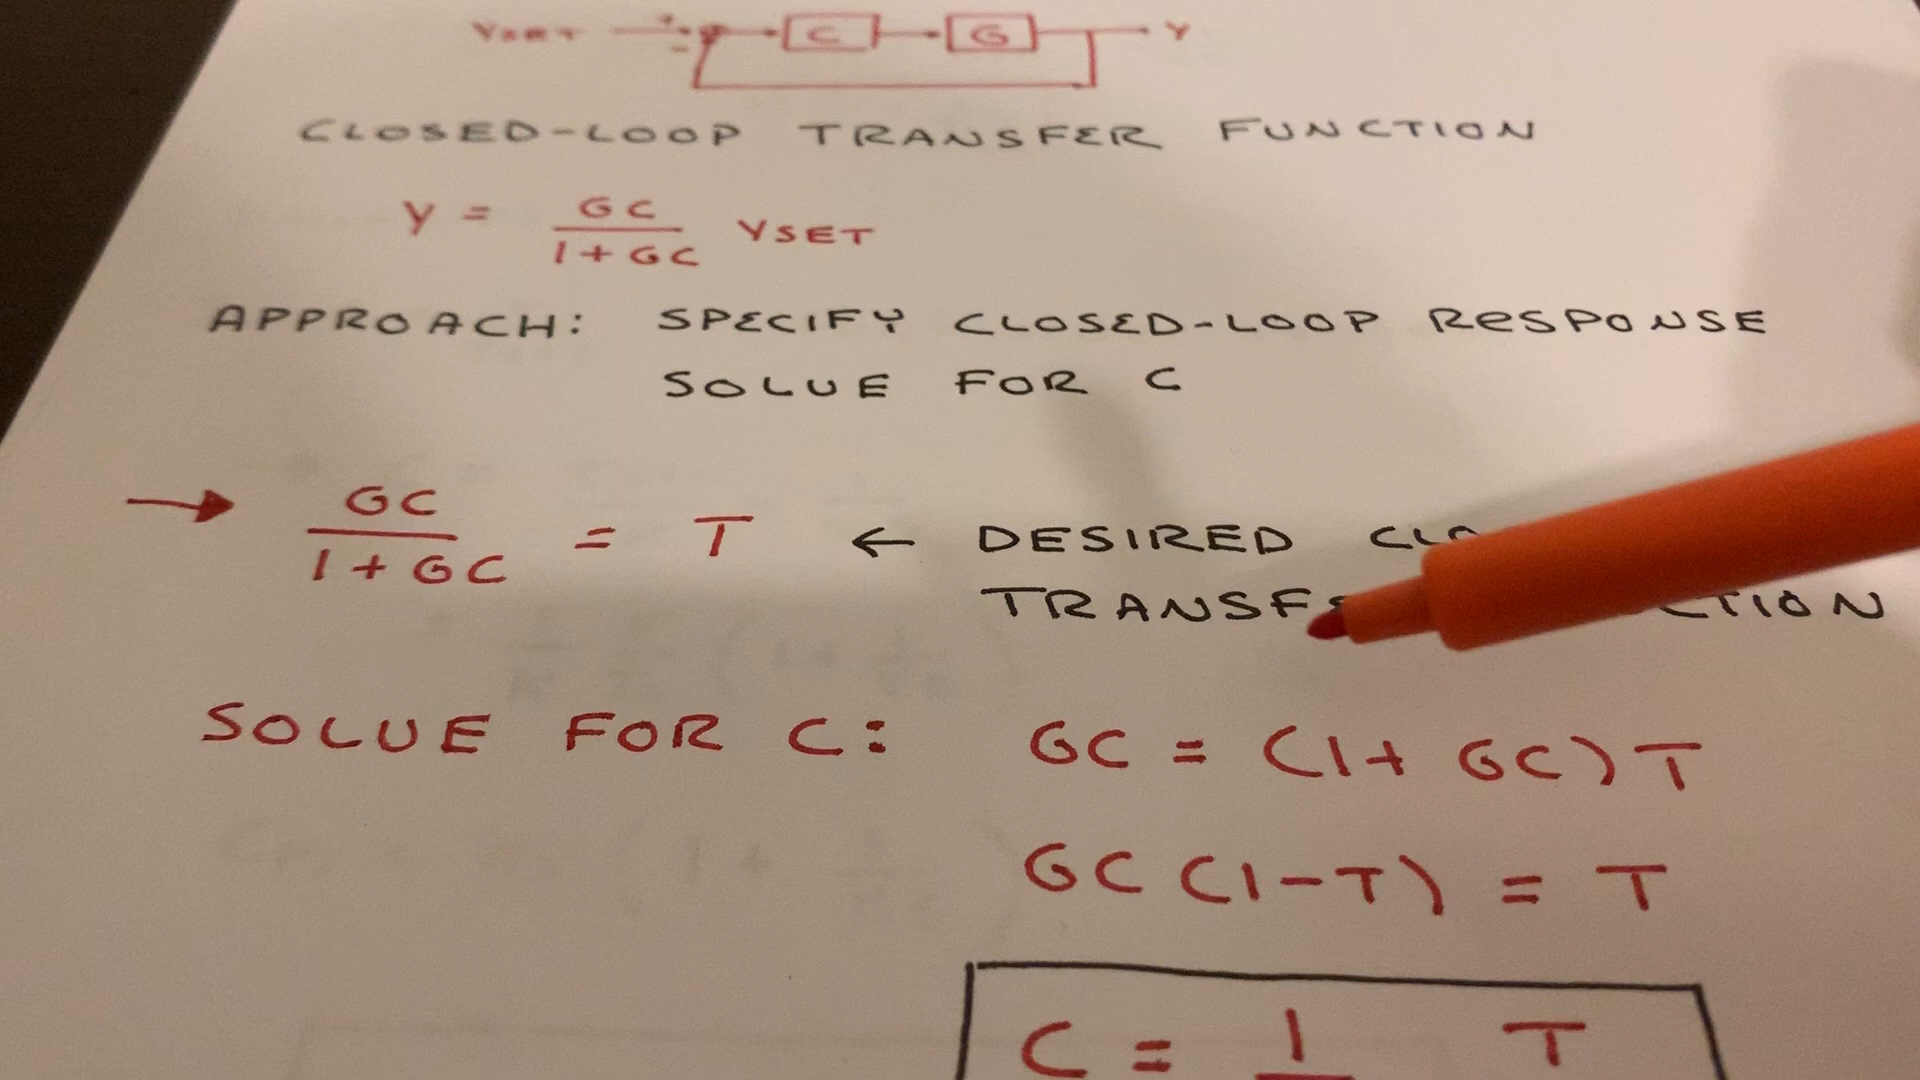 YSET + - C G Y
CLOSED-LOOP TRANSFER FUNCTION
Y = GC / 1 + GC YSET
APPROACH: SPECIFY CLOSED-LOOP RESPONSE
SOLVE FOR C
→ GC / 1 + GC = T ← DESIRED
SOLVE FOR C: GC = (1 + GC) T
GC (1 - T) = T
C = 1 T